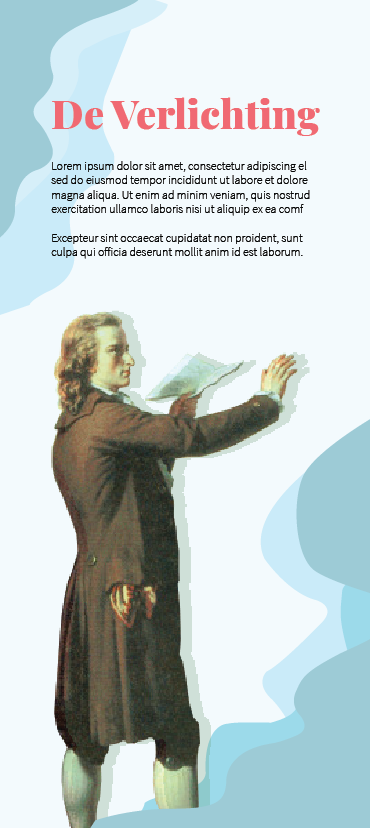 De Verlichting
Lorem ipsum dolor sit amet, consectetur adipiscing el
sed do eiusmod tempor incididunt ut labore et dolore
magna aliqua. Ut enim ad minim veniam, quis nostrud
exercitation ullamco laboris nisi ut aliquip ex ea comf
Excepteur sint occaecat cupidatat non proident, sunt
culpa qui officia deserunt mollit anim id est laborum.